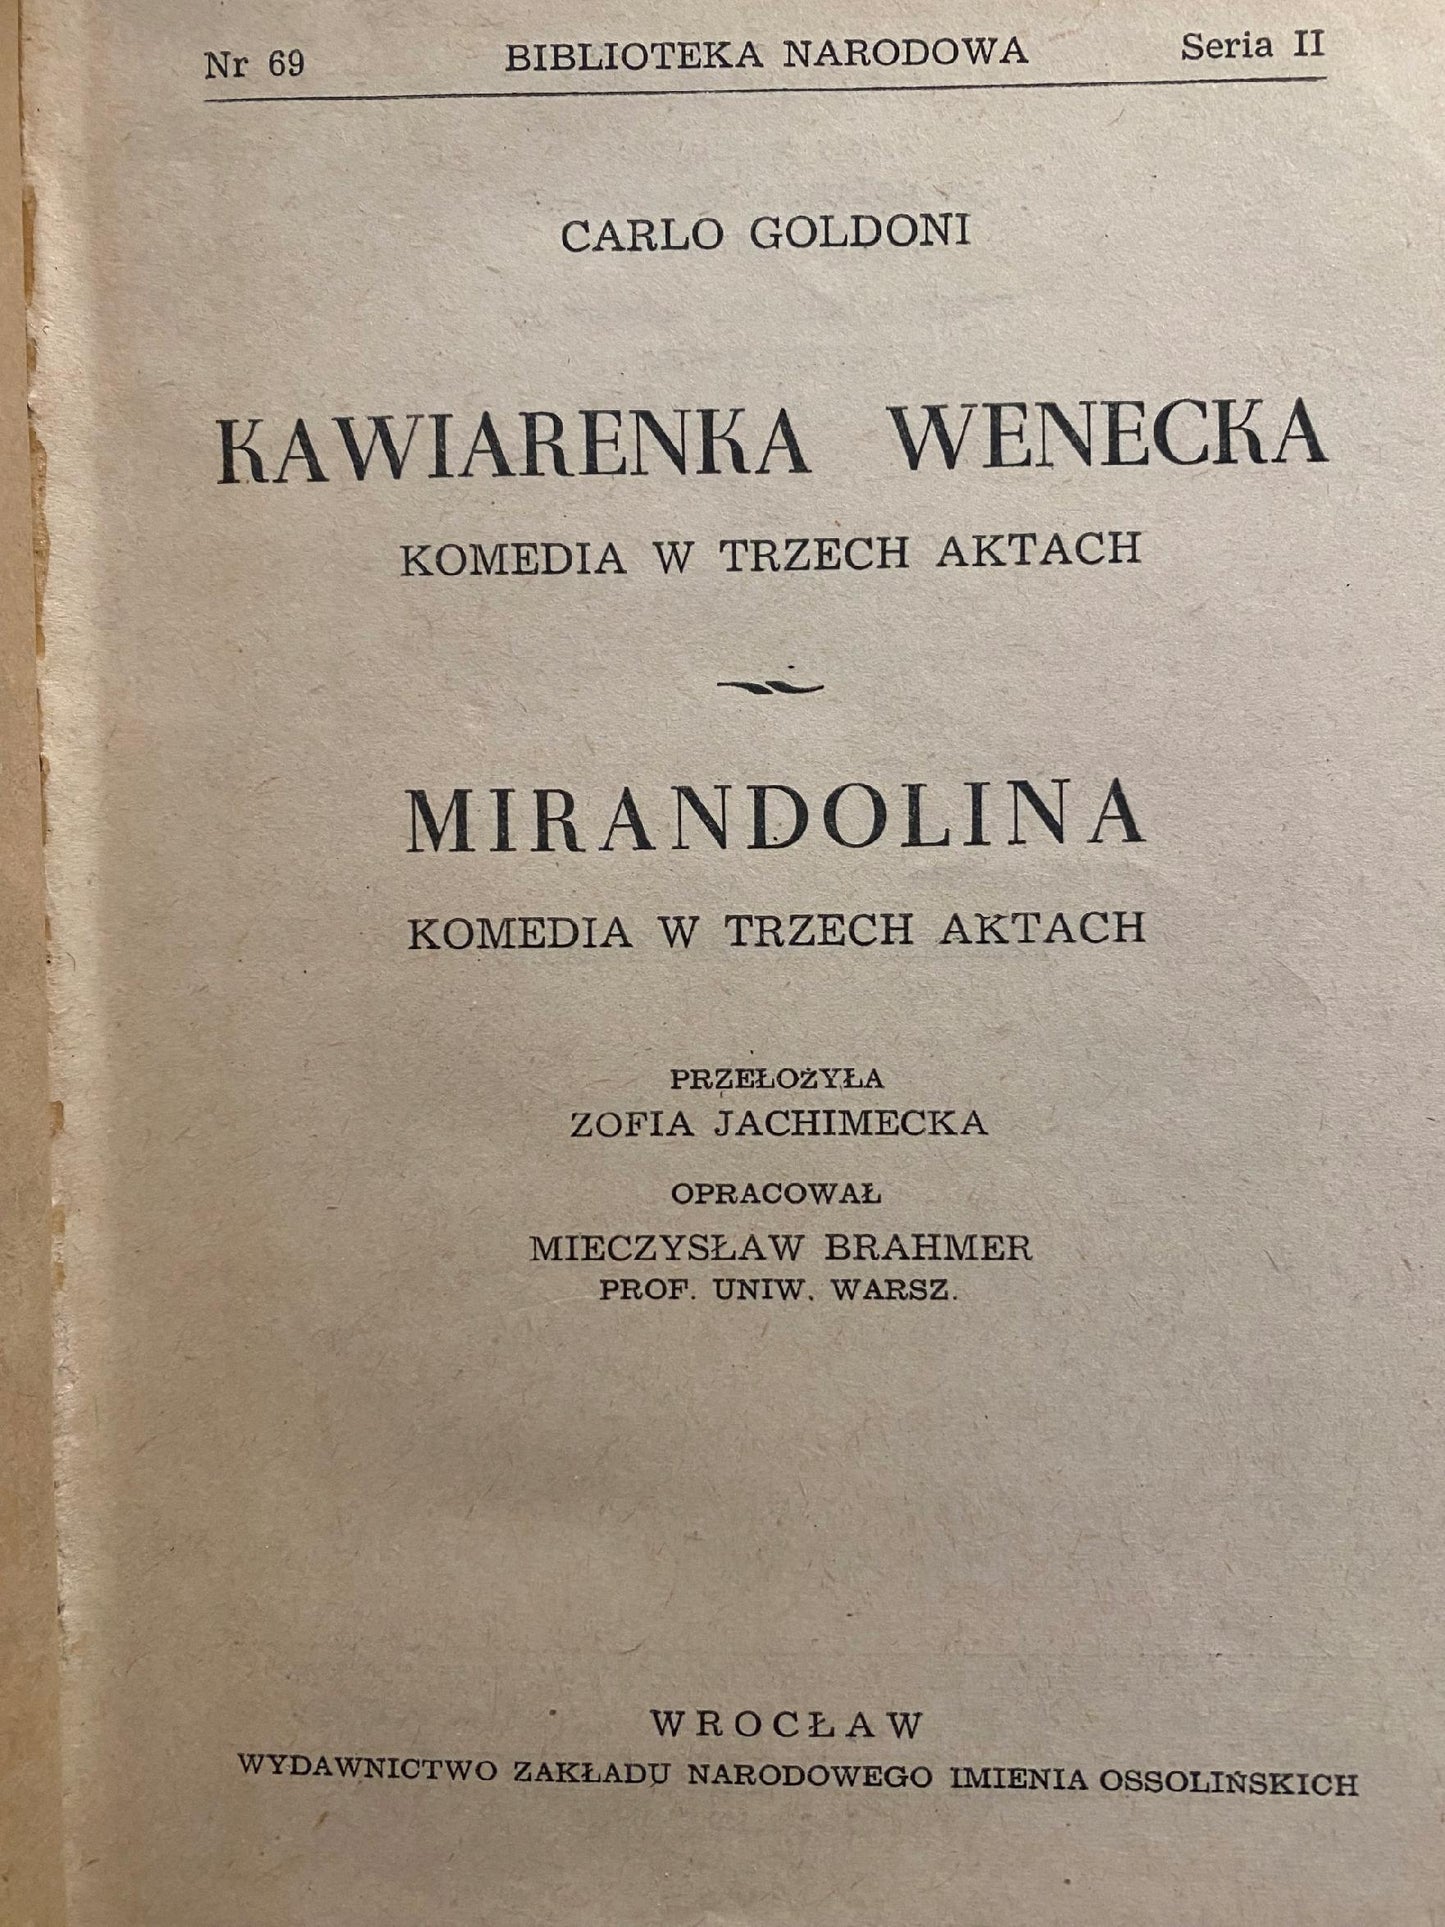 Nr 69 BIBLIOTEKA NARODOWA Seria II
CARLO GOLDONI
KAWIARENKA WENECKA
KOMEDIA W TRZECH AKTACH
MIRANDOLINA
KOMEDIA W TRZECH AKTACH
PRZEŁOŻYŁA
ZOFIA JACHIMECKA
OPRACOWAŁ
MIECZYSŁAW BRAHMER
PROF. UNIW. WARSZ.
WROCŁAW
WYDAWNICTWO ZAKŁADU NARODOWEGO IMIENIA OSSOLIŃSKICH